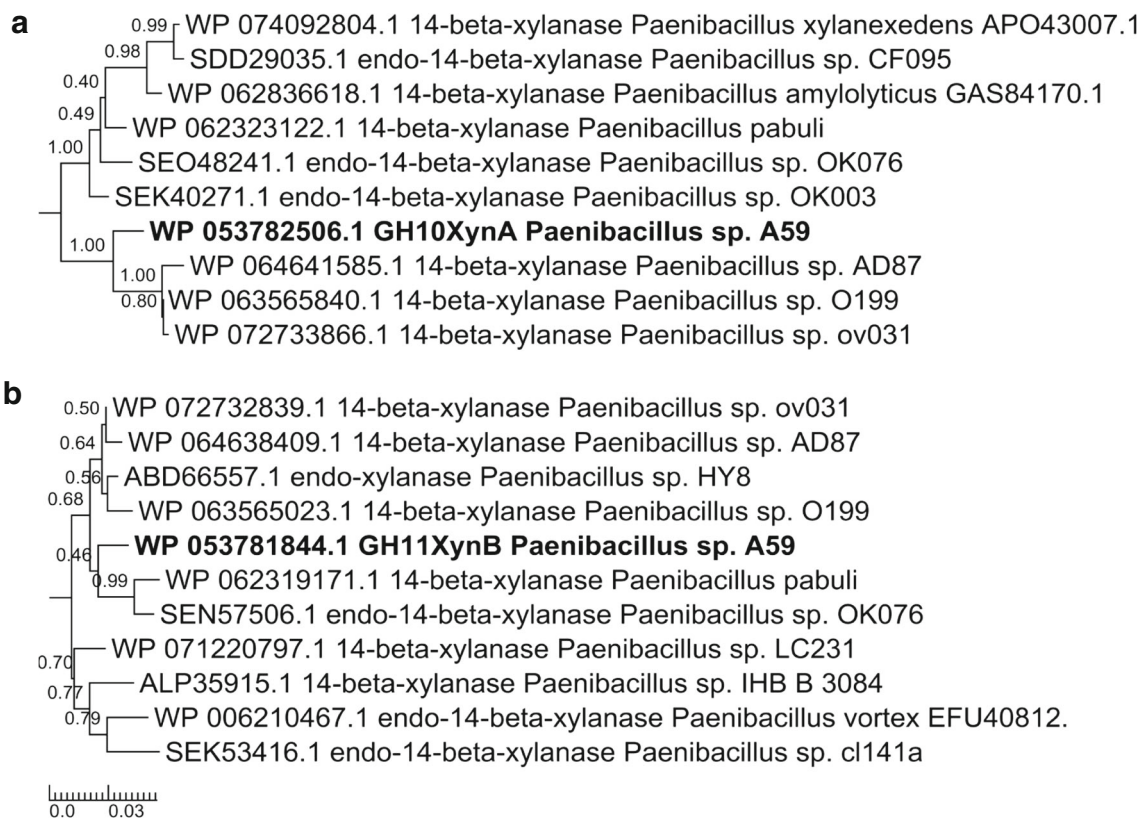 a
0.99 WP 074092804.1 14-beta-xylanase Paenibacillus xylanexedens APO43007.1
0.98 SDD29035.1 endo-14-beta-xylanase Paenibacillus sp. CF095
0.40 WP 062836618.1 14-beta-xylanase Paenibacillus amylolyticus GAS84170.1
0.49 WP 062323122.1 14-beta-xylanase Paenibacillus pabuli
1.00 SEO48241.1 endo-14-beta-xylanase Paenibacillus sp. OK076
SEK40271.1 endo-14-beta-xylanase Paenibacillus sp. OK003
WP 053782506.1 GH10XynA Paenibacillus sp. A59
1.00
1.00 WP 064641585.1 14-beta-xylanase Paenibacillus sp. AD87
0.80 WP 063565840.1 14-beta-xylanase Paenibacillus sp. O199
WP 072733866.1 14-beta-xylanase Paenibacillus sp. ov031
b
0.50 WP 072732839.1 14-beta-xylanase Paenibacillus sp. ov031
0.64 WP 064638409.1 14-beta-xylanase Paenibacillus sp. AD87
0.56 ABD66557.1 endo-xylanase Paenibacillus sp. HY8
0.68 WP 063565023.1 14-beta-xylanase Paenibacillus sp. O199
WP 053781844.1 GH11XynB Paenibacillus sp. A59
0.46
0.99 WP 062319171.1 14-beta-xylanase Paenibacillus pabuli
SEN57506.1 endo-14-beta-xylanase Paenibacillus sp. OK076
WP 071220797.1 14-beta-xylanase Paenibacillus sp. LC231
0.70
0.77 ALP35915.1 14-beta-xylanase Paenibacillus sp. IHB B 3084
0.79 WP 006210467.1 endo-14-beta-xylanase Paenibacillus vortex EFU40812.
SEK53416.1 endo-14-beta-xylanase Paenibacillus sp. cl141a
0.0 0.03